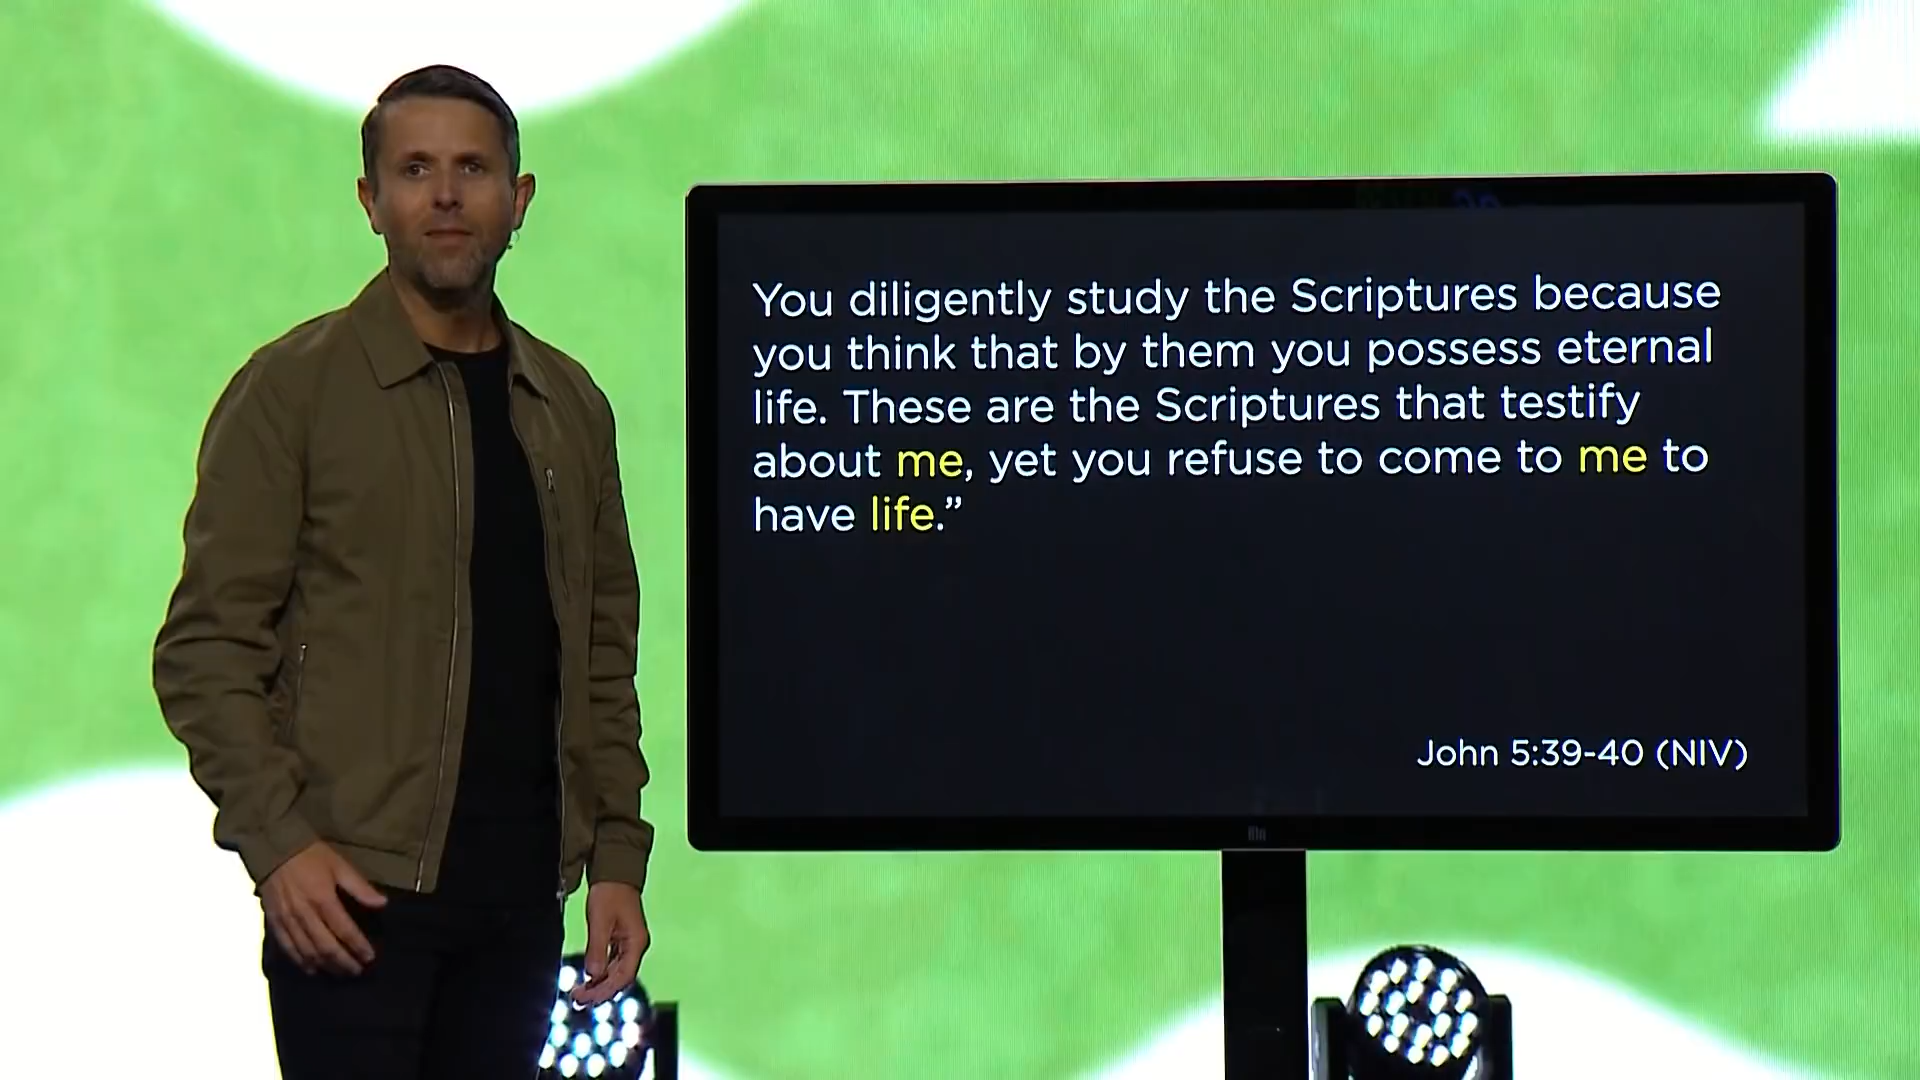 You diligently study the Scriptures because
you think that by them you possess eternal
life. These are the Scriptures that testify
about me, yet you refuse to come to me to
have life.”
John 5:39-40 (NIV)